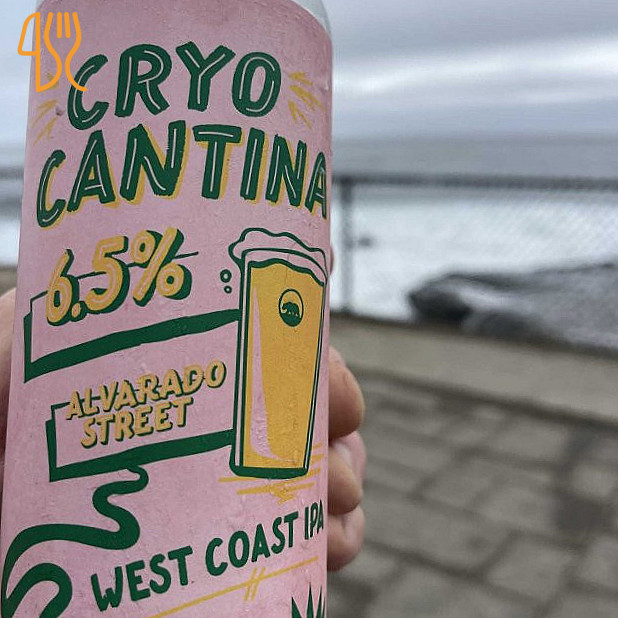 CRYO
CANTINA
6.5%
ALVARADO
STREET
WEST COAST IPA